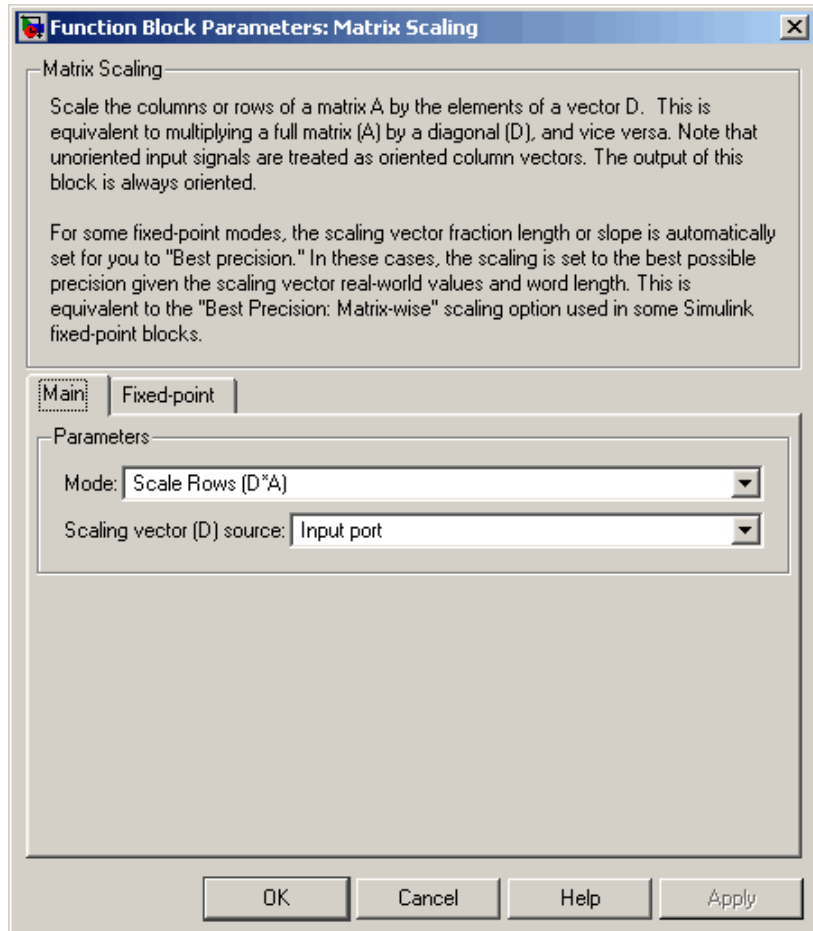 Function Block Parameters: Matrix Scaling
Matrix Scaling
Scale the columns or rows of a matrix A by the elements of a vector D.  This is
equivalent to multiplying a full matrix (A) by a diagonal (D), and vice versa. Note that
unoriented input signals are treated as oriented column vectors. The output of this
block is always oriented.
For some fixed-point modes, the scaling vector fraction length or slope is automatically
set for you to "Best precision." In these cases, the scaling is set to the best possible
precision given the scaling vector real-world values and word length. This is
equivalent to the "Best Precision: Matrix-wise" scaling option used in some Simulink
fixed-point blocks.
Main Fixed-point
Parameters
Mode: Scale Rows (D*A)
Scaling vector (D) source: Input port
OK Cancel Help Apply